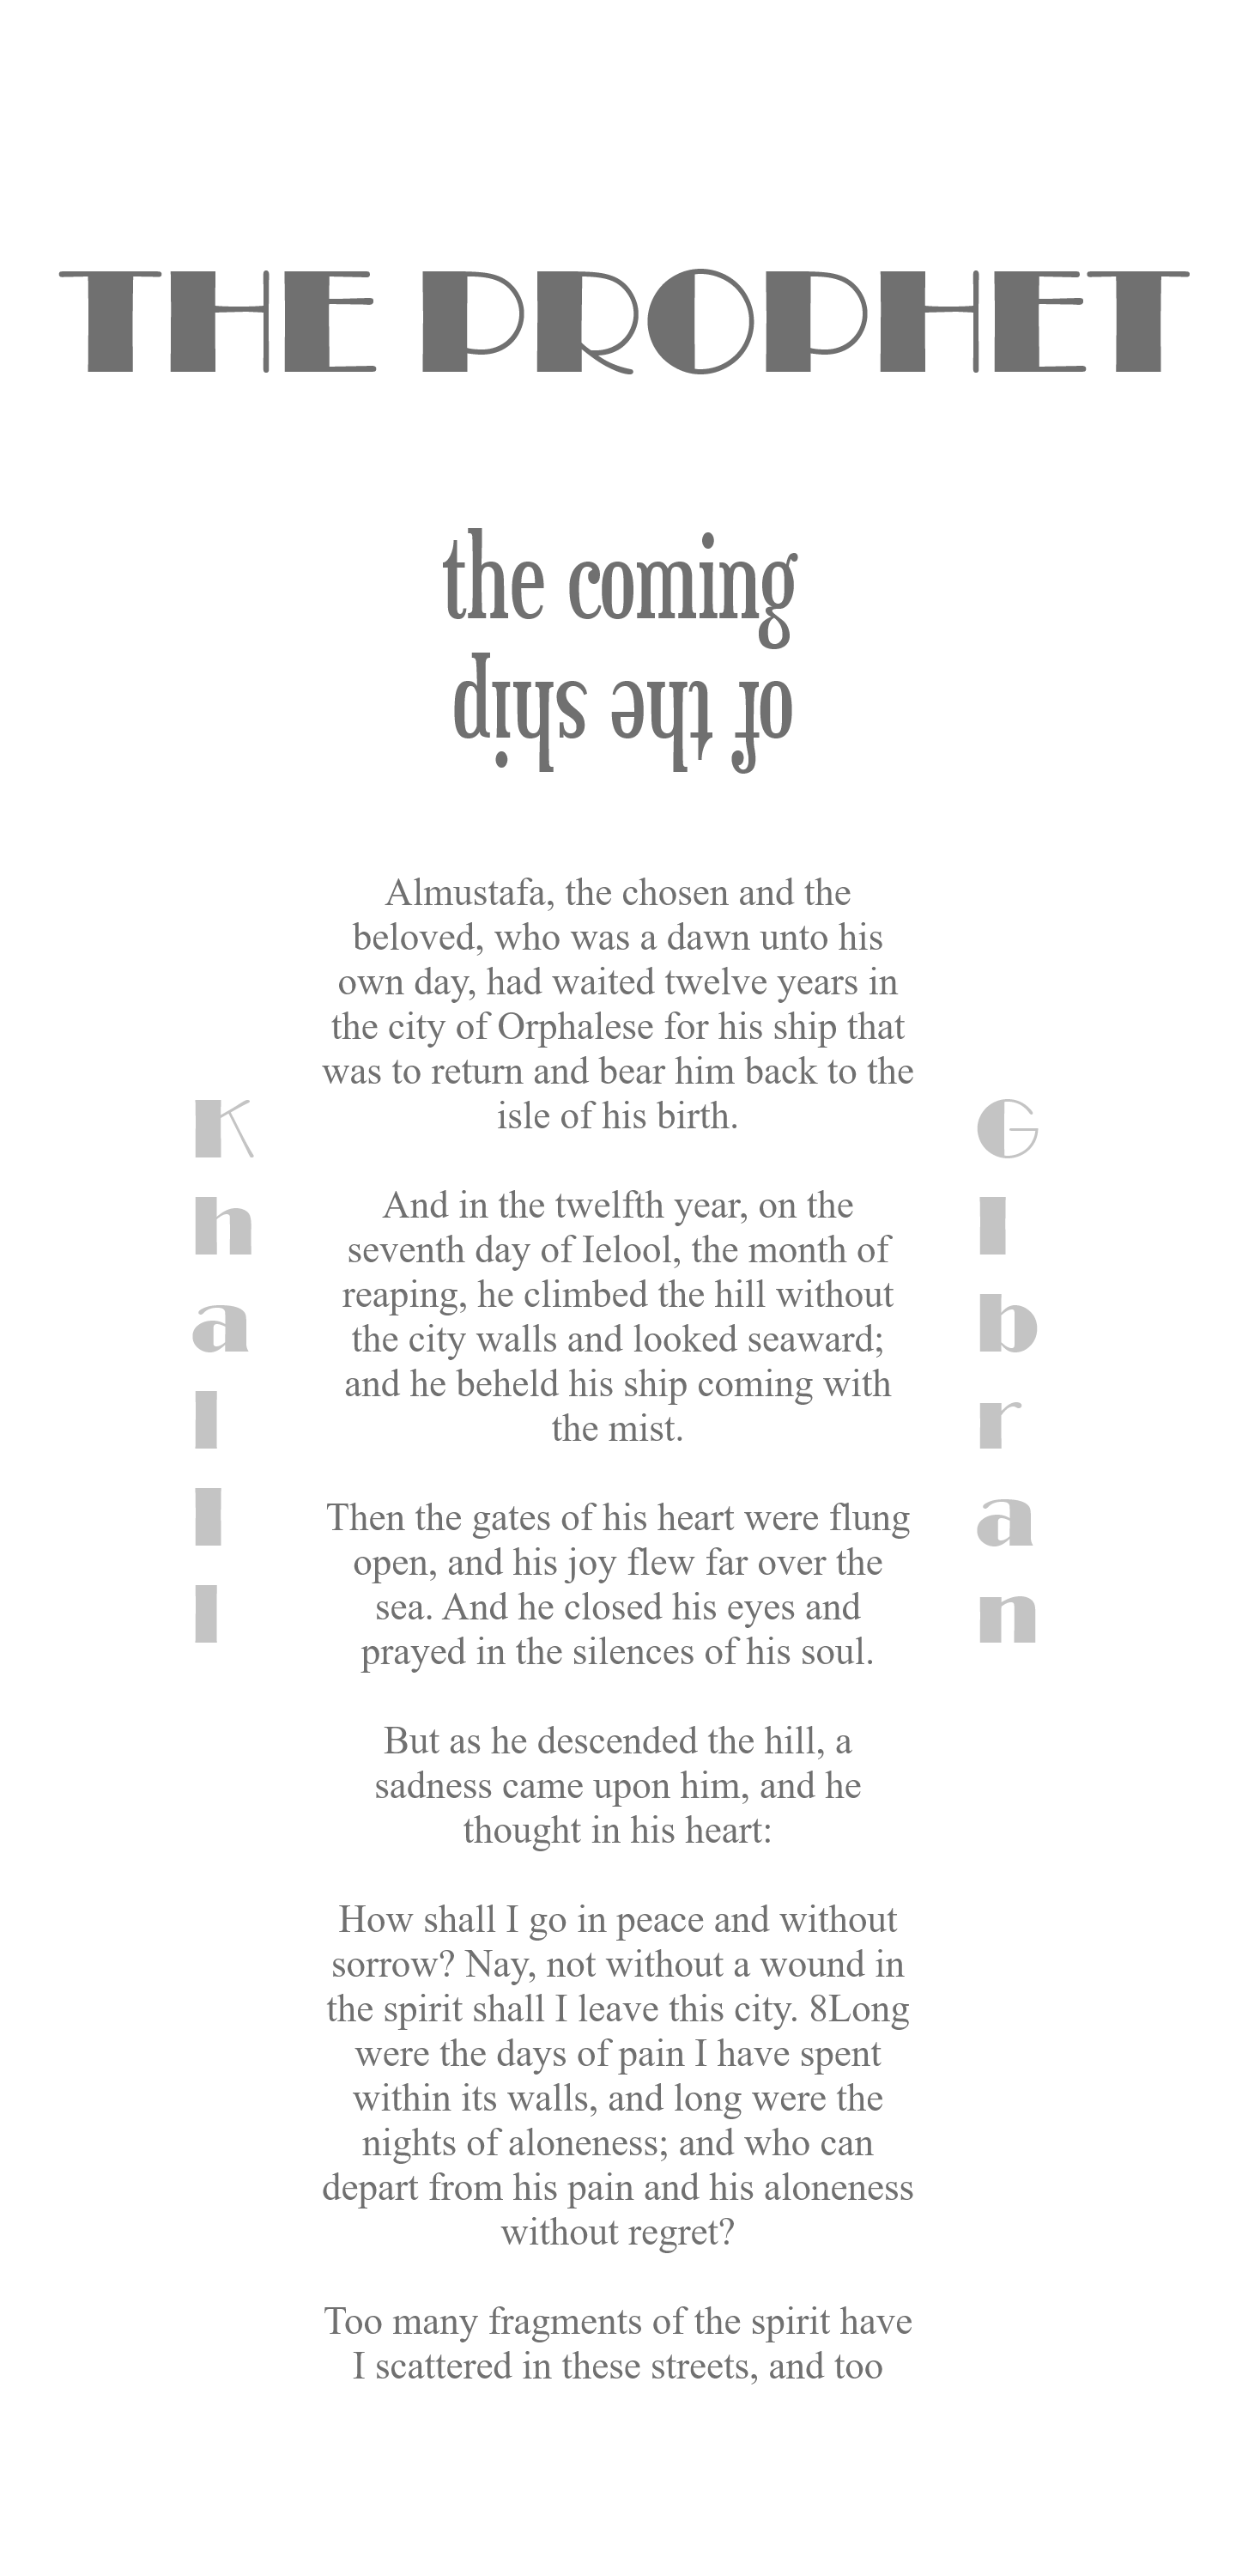 THE PROPHET
the coming
of the ship
Almustafa, the chosen and the
beloved, who was a dawn unto his
own day, had waited twelve years in
the city of Orphalese for his ship that
was to return and bear him back to the
isle of his birth.
And in the twelfth year, on the
seventh day of Ielool, the month of
reaping, he climbed the hill without
the city walls and looked seaward;
and he beheld his ship coming with
the mist.
Then the gates of his heart were flung
open, and his joy flew far over the
sea. And he closed his eyes and
prayed in the silences of his soul.
But as he descended the hill, a
sadness came upon him, and he
thought in his heart:
How shall I go in peace and without
sorrow? Nay, not without a wound in
the spirit shall I leave this city. 8Long
were the days of pain I have spent
within its walls, and long were the
nights of aloneness; and who can
depart from his pain and his aloneness
without regret?
Too many fragments of the spirit have
I scattered in these streets, and too
KhalIl
GIbran